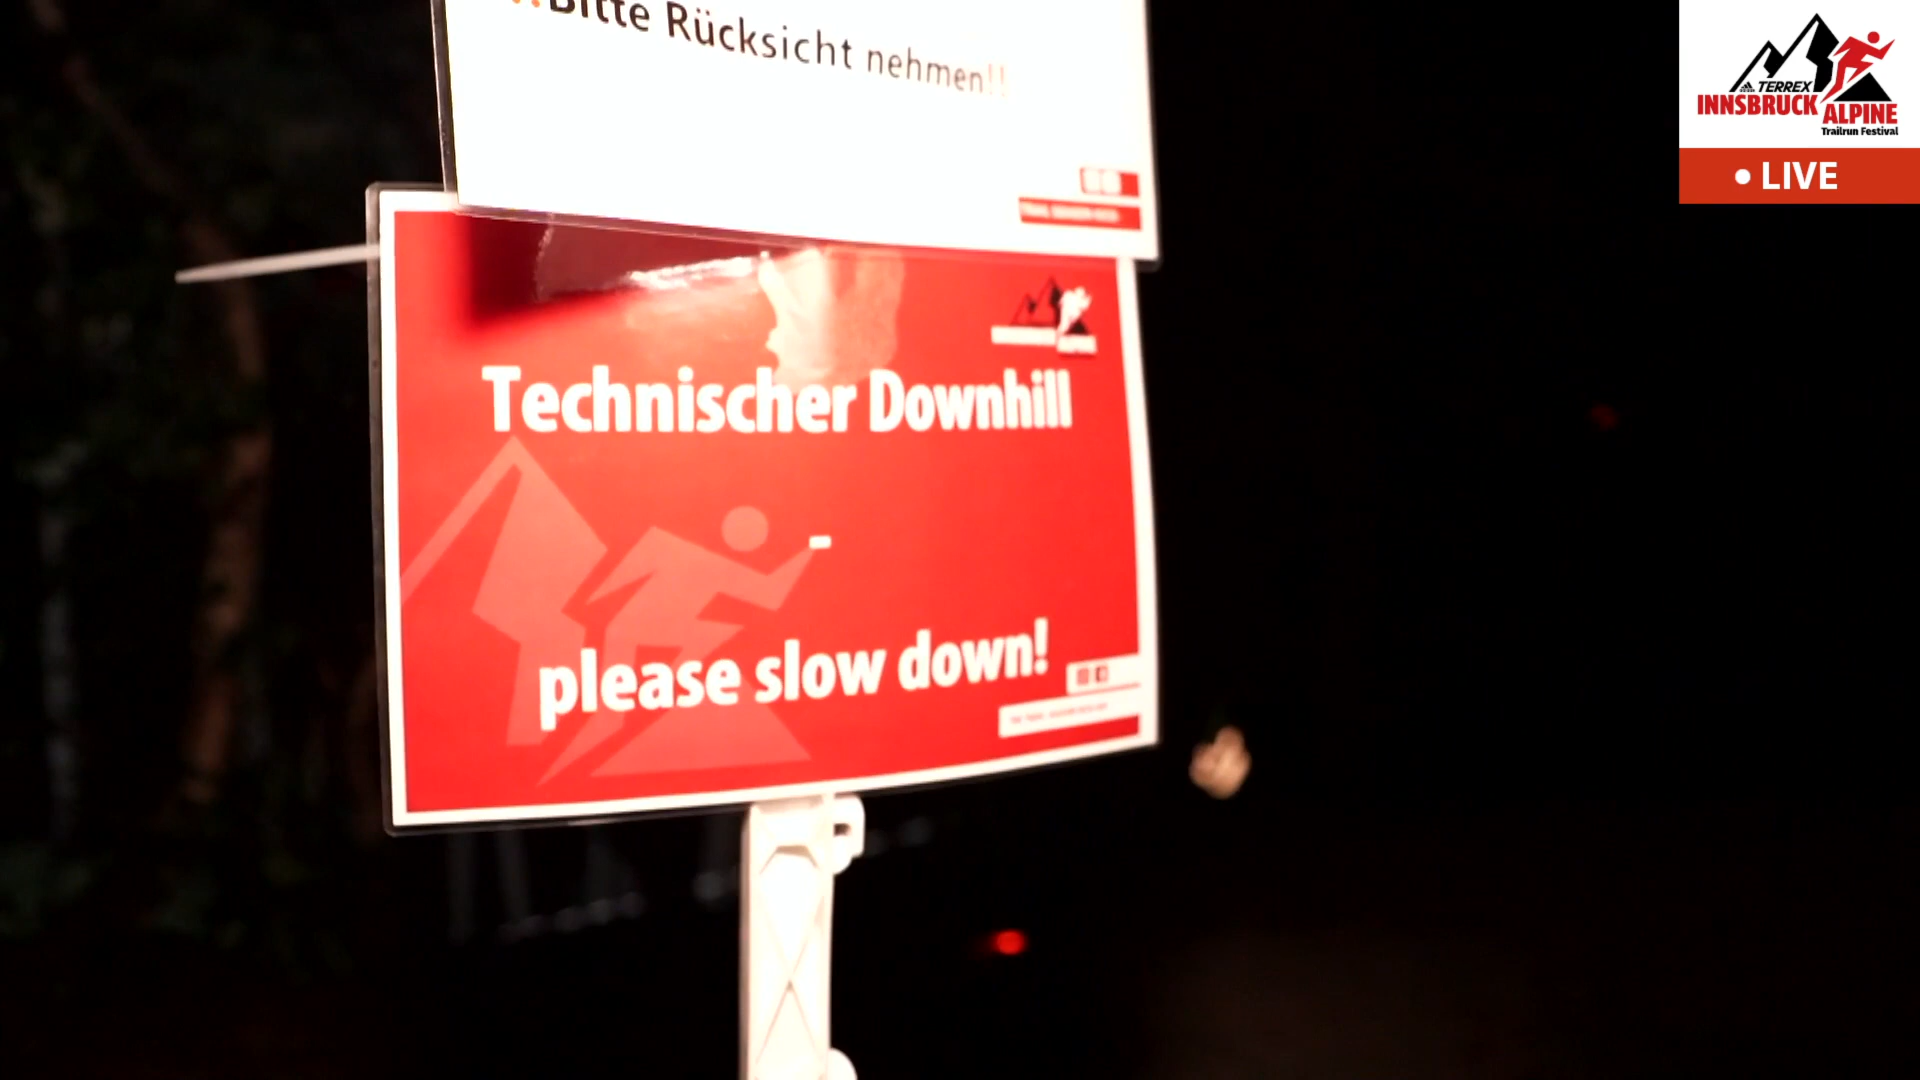 !!Bitte Rücksicht nehmen!!
TERREX
INNSBRUCK
ALPINE
Trailrun Festival
LIVE
Technischer Downhill
please slow down!